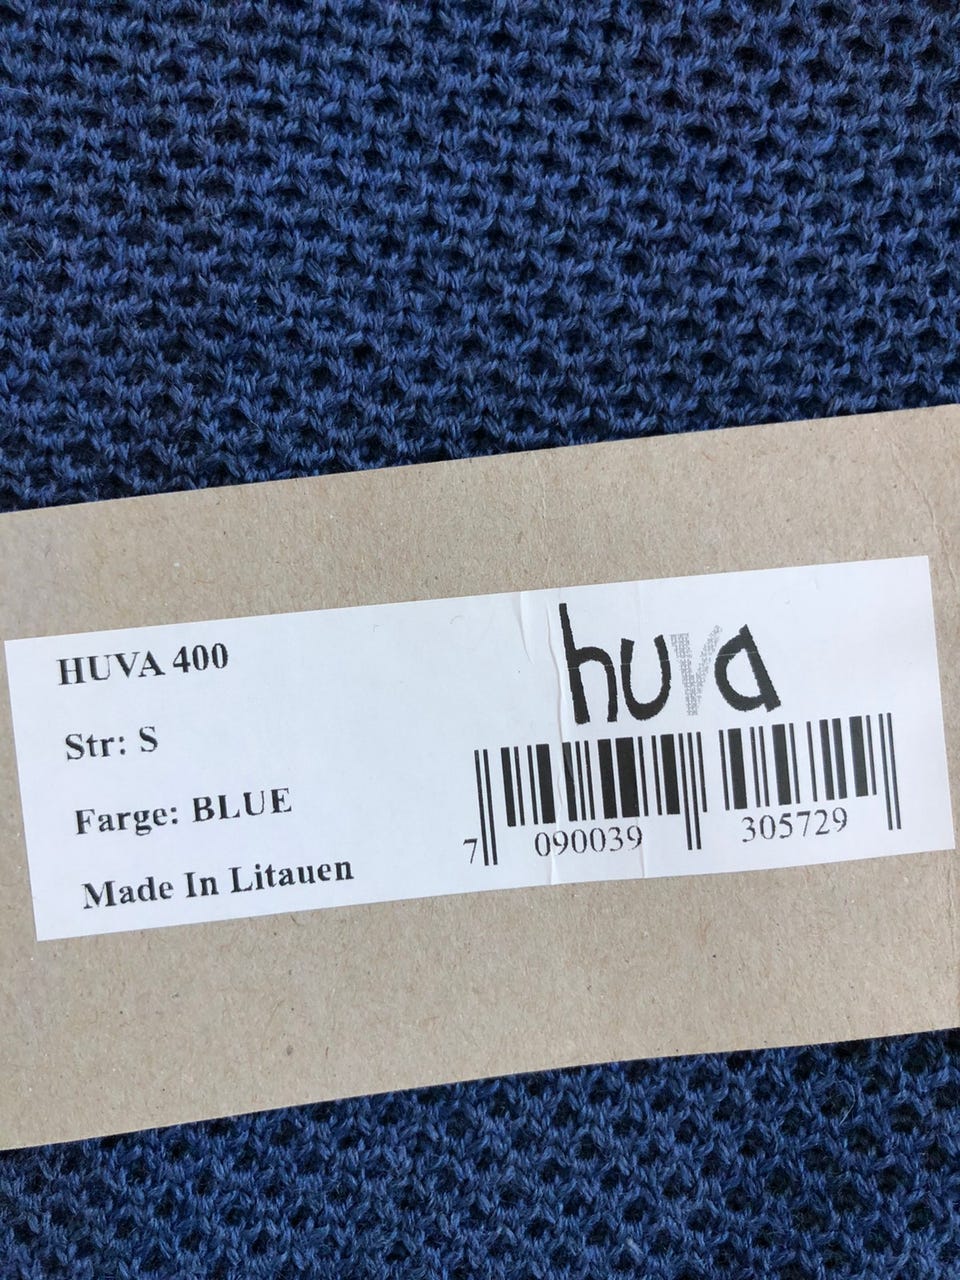 HUVA 400
Str: S
Farge: BLUE
Made In Litauen
huva
7 090039 305729